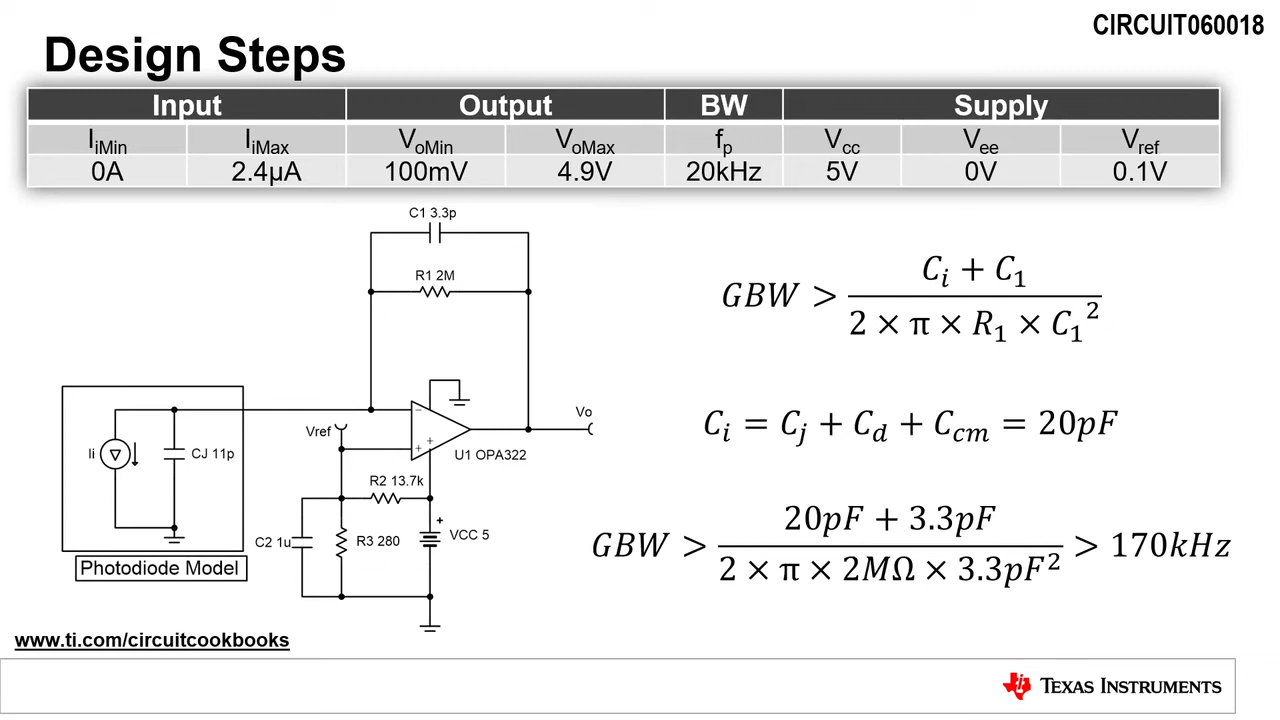 CIRCUIT060018
Design Steps
Input Output BW Supply
IiMin IiMax VoMin VoMax fp Vcc Vee Vref
0A 2.4μA 100mV 4.9V 20kHz 5V 0V 0.1V
C1 3.3p
R1 2M
GBW > (Ci + C1) / (2 × π × R1 × C1²)
Vo
Vref
Ci = Cj + Cd + Ccm = 20pF
Ii
CJ 11p
U1 OPA322
R2 13.7k
C2 1u
R3 280
VCC 5
GBW > (20pF + 3.3pF) / (2 × π × 2MΩ × 3.3pF²) > 170kHz
Photodiode Model
www.ti.com/circuitcookbooks
TEXAS INSTRUMENTS